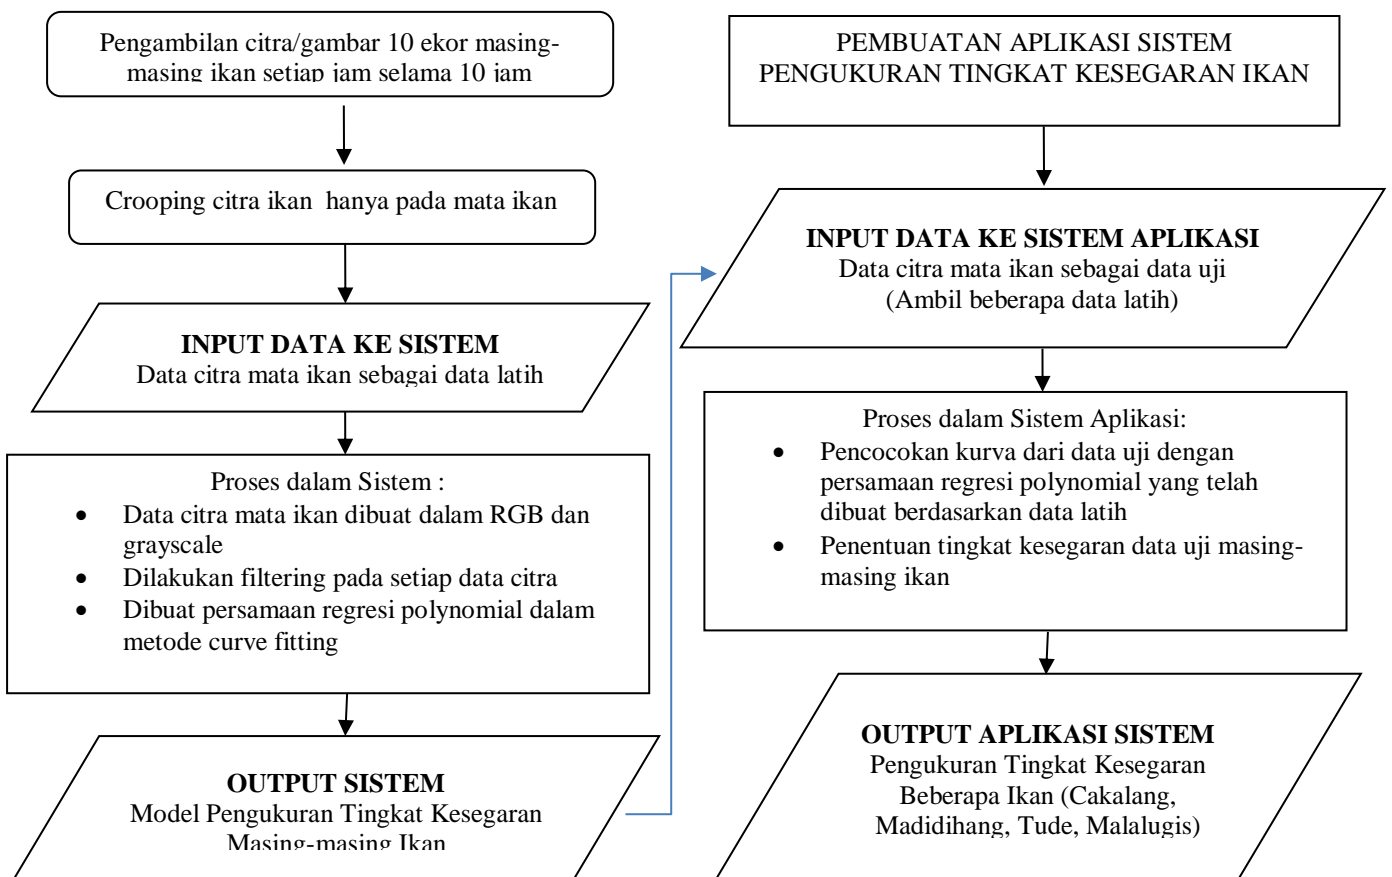 Pengambilan citra/gambar 10 ekor masing-
masing ikan setiap jam selama 10 jam
Crooping citra ikan hanya pada mata ikan
INPUT DATA KE SISTEM
Data citra mata ikan sebagai data latih
Proses dalam Sistem :
• Data citra mata ikan dibuat dalam RGB dan
grayscale
• Dilakukan filtering pada setiap data citra
• Dibuat persamaan regresi polynomial dalam
metode curve fitting
OUTPUT SISTEM
Model Pengukuran Tingkat Kesegaran
Masing-masing Ikan
PEMBUATAN APLIKASI SISTEM
PENGUKURAN TINGKAT KESEGARAN IKAN
INPUT DATA KE SISTEM APLIKASI
Data citra mata ikan sebagai data uji
(Ambil beberapa data latih)
Proses dalam Sistem Aplikasi:
• Pencocokan kurva dari data uji dengan
persamaan regresi polynomial yang telah
dibuat berdasarkan data latih
• Penentuan tingkat kesegaran data uji masing-
masing ikan
OUTPUT APLIKASI SISTEM
Pengukuran Tingkat Kesegaran
Beberapa Ikan (Cakalang,
Madidihang, Tude, Malalugis)